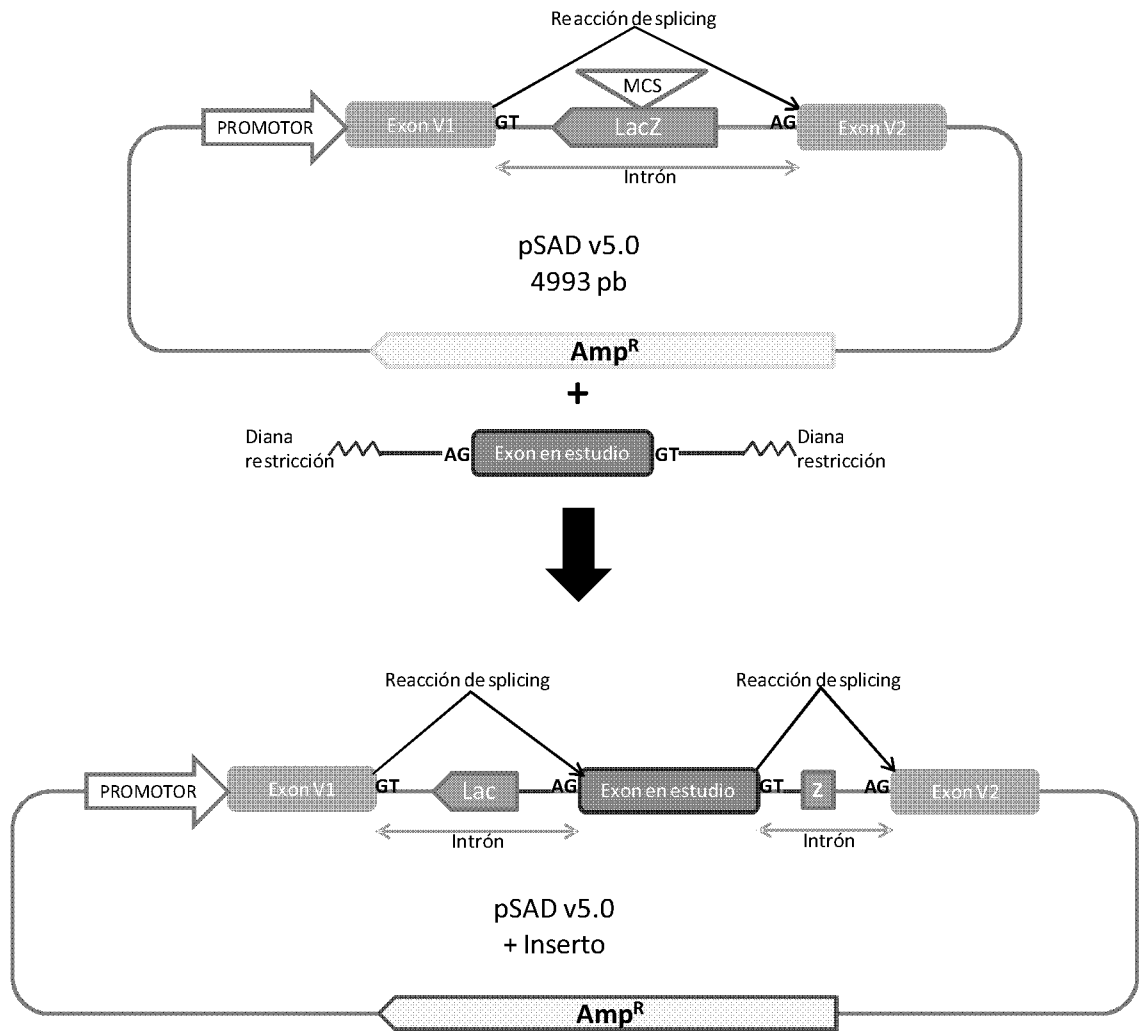 Reacción de splicing
MCS
PROMOTOR
Exon V1
GT
LacZ
AG
Exon V2
Intrón
pSAD v5.0
4993 pb
Amp^R
+
Diana
restricción
AG
Exon en estudio
GT
Diana
restricción
Reacción de splicing
Reacción de splicing
PROMOTOR
Exon V1
GT
Lac
AG
Exon en estudio
GT
Z
AG
Exon V2
Intrón
Intrón
pSAD v5.0
+ Inserto
Amp^R